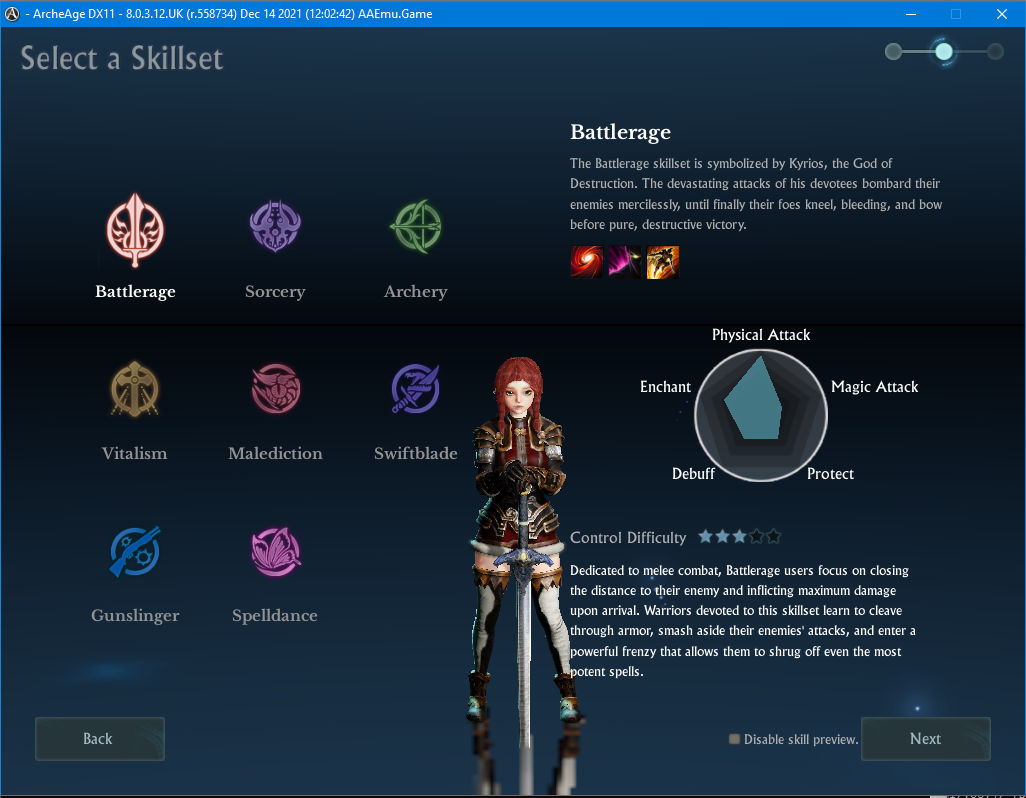 - ArcheAge DX11 - 8.0.3.12.UK (r.558734) Dec 14 2021 (12:02:42) AAEmu.Game
Select a Skillset
Battlerage
The Battlerage skillset is symbolized by Kyrios, the God of
Destruction. The devastating attacks of his devotees bombard their
enemies mercilessly, until finally their foes kneel, bleeding, and bow
before pure, destructive victory.
Battlerage
Sorcery
Archery
Physical Attack
Enchant
Magic Attack
Debuff
Protect
Vitalism
Malediction
Swiftblade
Control Difficulty
Dedicated to melee combat, Battlerage users focus on closing
the distance to their enemy and inflicting maximum damage
upon arrival. Warriors devoted to this skillset learn to cleave
through armor, smash aside their enemies' attacks, and enter a
powerful frenzy that allows them to shrug off even the most
potent spells.
Gunslinger
Spelldance
Back
Disable skill preview.
Next